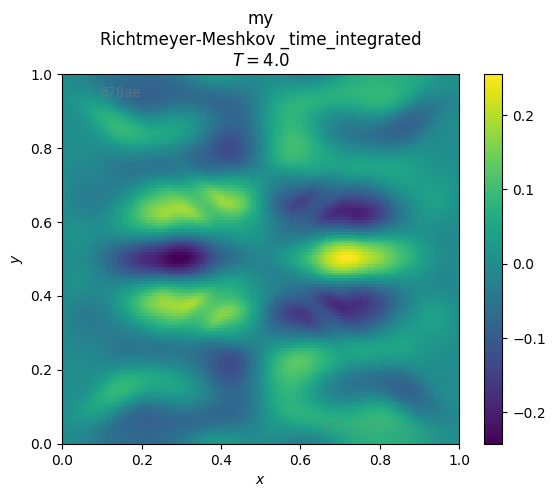 my
Richtmeyer-Meshkov _time_integrated
T = 4.0
078ae
1.0
0.8
0.6
0.4
0.2
0.0
y
0.0 0.2 0.4 0.6 0.8 1.0
x
0.2
0.1
0.0
−0.1
−0.2